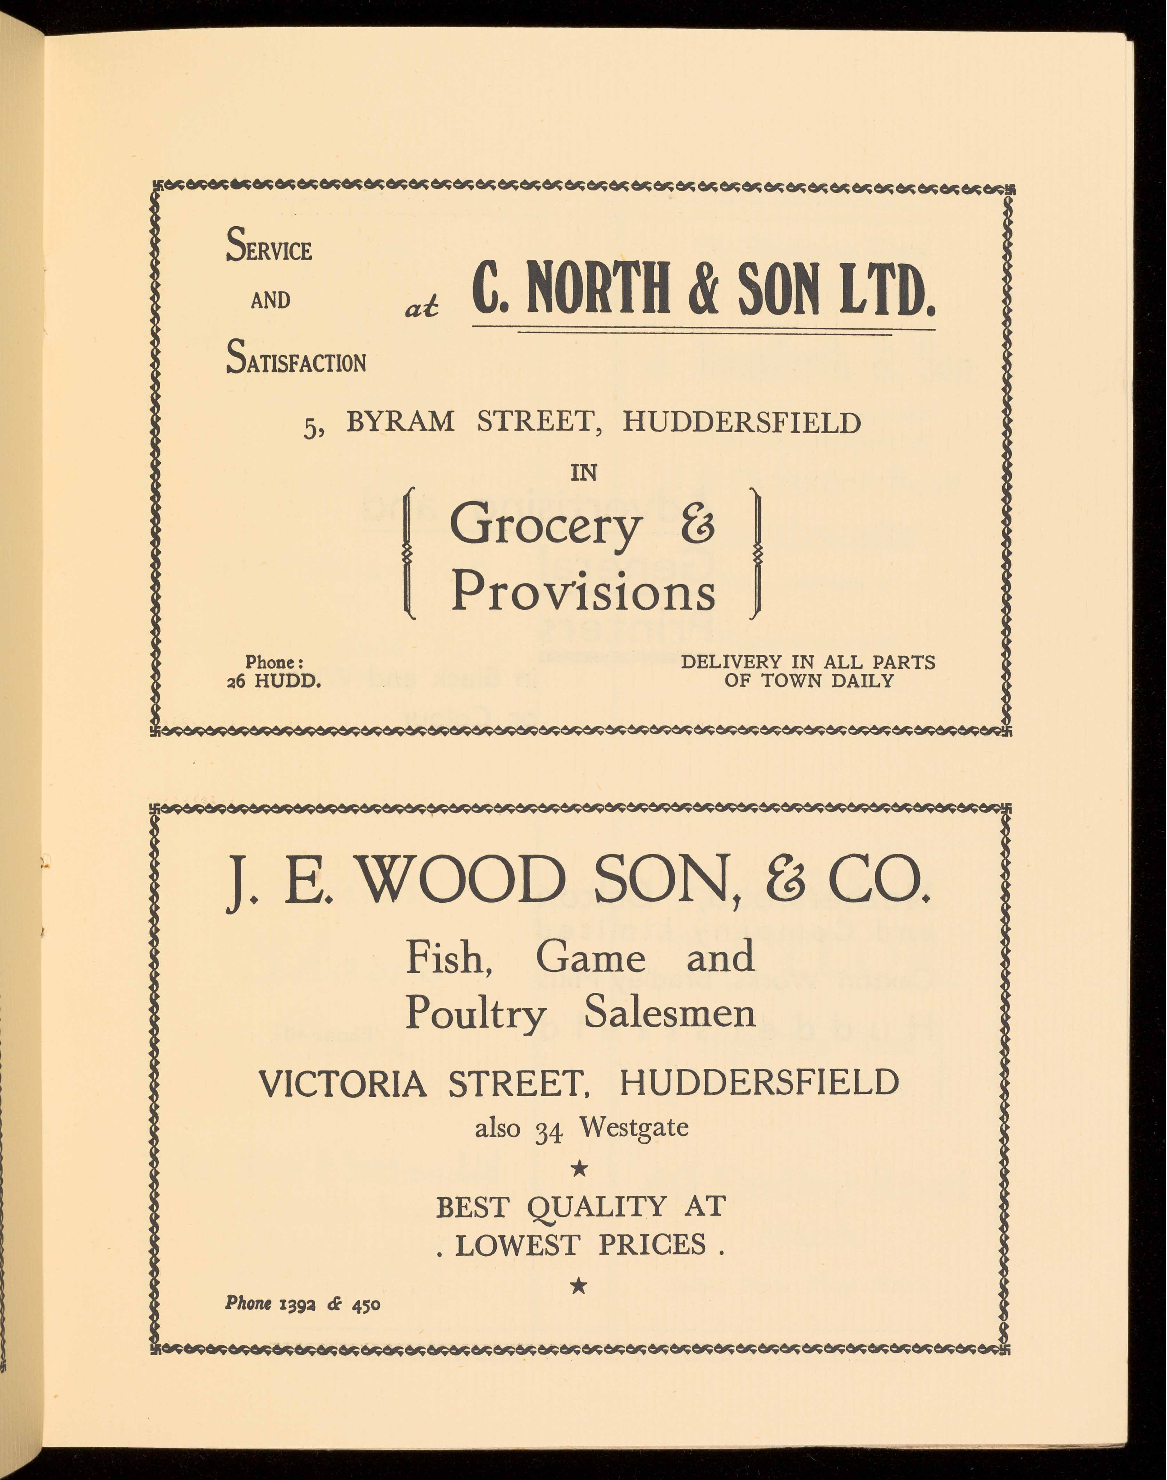 SERVICE
AND
SATISFACTION
at C. NORTH & SON LTD.
5, BYRAM STREET, HUDDERSFIELD
IN
Grocery &
Provisions
Phone:
26 HUDD.
DELIVERY IN ALL PARTS
OF TOWN DAILY
J. E. WOOD SON, & CO.
Fish, Game and
Poultry Salesmen
VICTORIA STREET, HUDDERSFIELD
also 34 Westgate
★
BEST QUALITY AT
. LOWEST PRICES .
★
Phone 1392 & 450